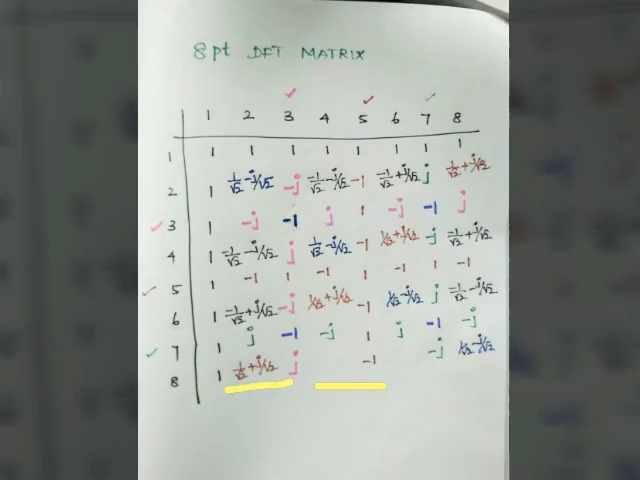 8pt DFT MATRIX
1 2 3 4 5 6 7 8
1 1 1 1 1 1 1 1 1
2 1 1/√2 -j/√2 -j -1/√2 -j/√2 -1 -1/√2 +j/√2 j 1/√2 +j/√2
3 1 -j -1 j 1 -j -1 j
4 1 -1/√2 -j/√2 j 1/√2 -j/√2 -1 1/√2 +j/√2 -j -1/√2 +j/√2
5 1 -1 1 -1 1 -1 1 -1
6 1 -1/√2 +j/√2 -j 1/√2 +j/√2 -1 1/√2 -j/√2 j -1/√2 -j/√2
7 1 j -1 -j 1 j -1 -j
8 1 1/√2 +j/√2 j -1 -j 1/√2 -j/√2